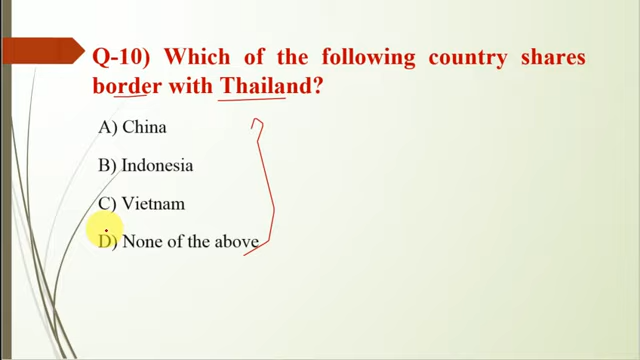 Q-10) Which of the following country shares
border with Thailand?
A) China
B) Indonesia
C) Vietnam
D) None of the above